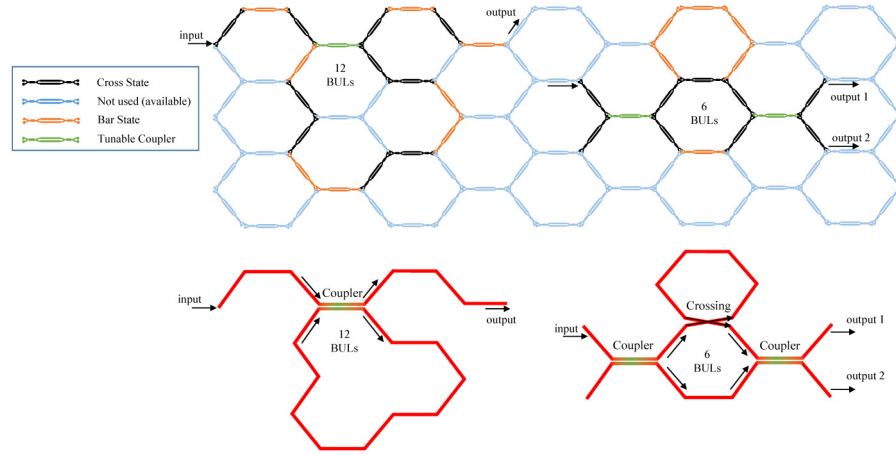 input
output
12
BULs
6
BULs
output 1
output 2
Cross State
Not used (available)
Bar State
Tunable Coupler
input
Coupler
12
BULs
output
input
Crossing
Coupler
6
BULs
Coupler
output 1
output 2